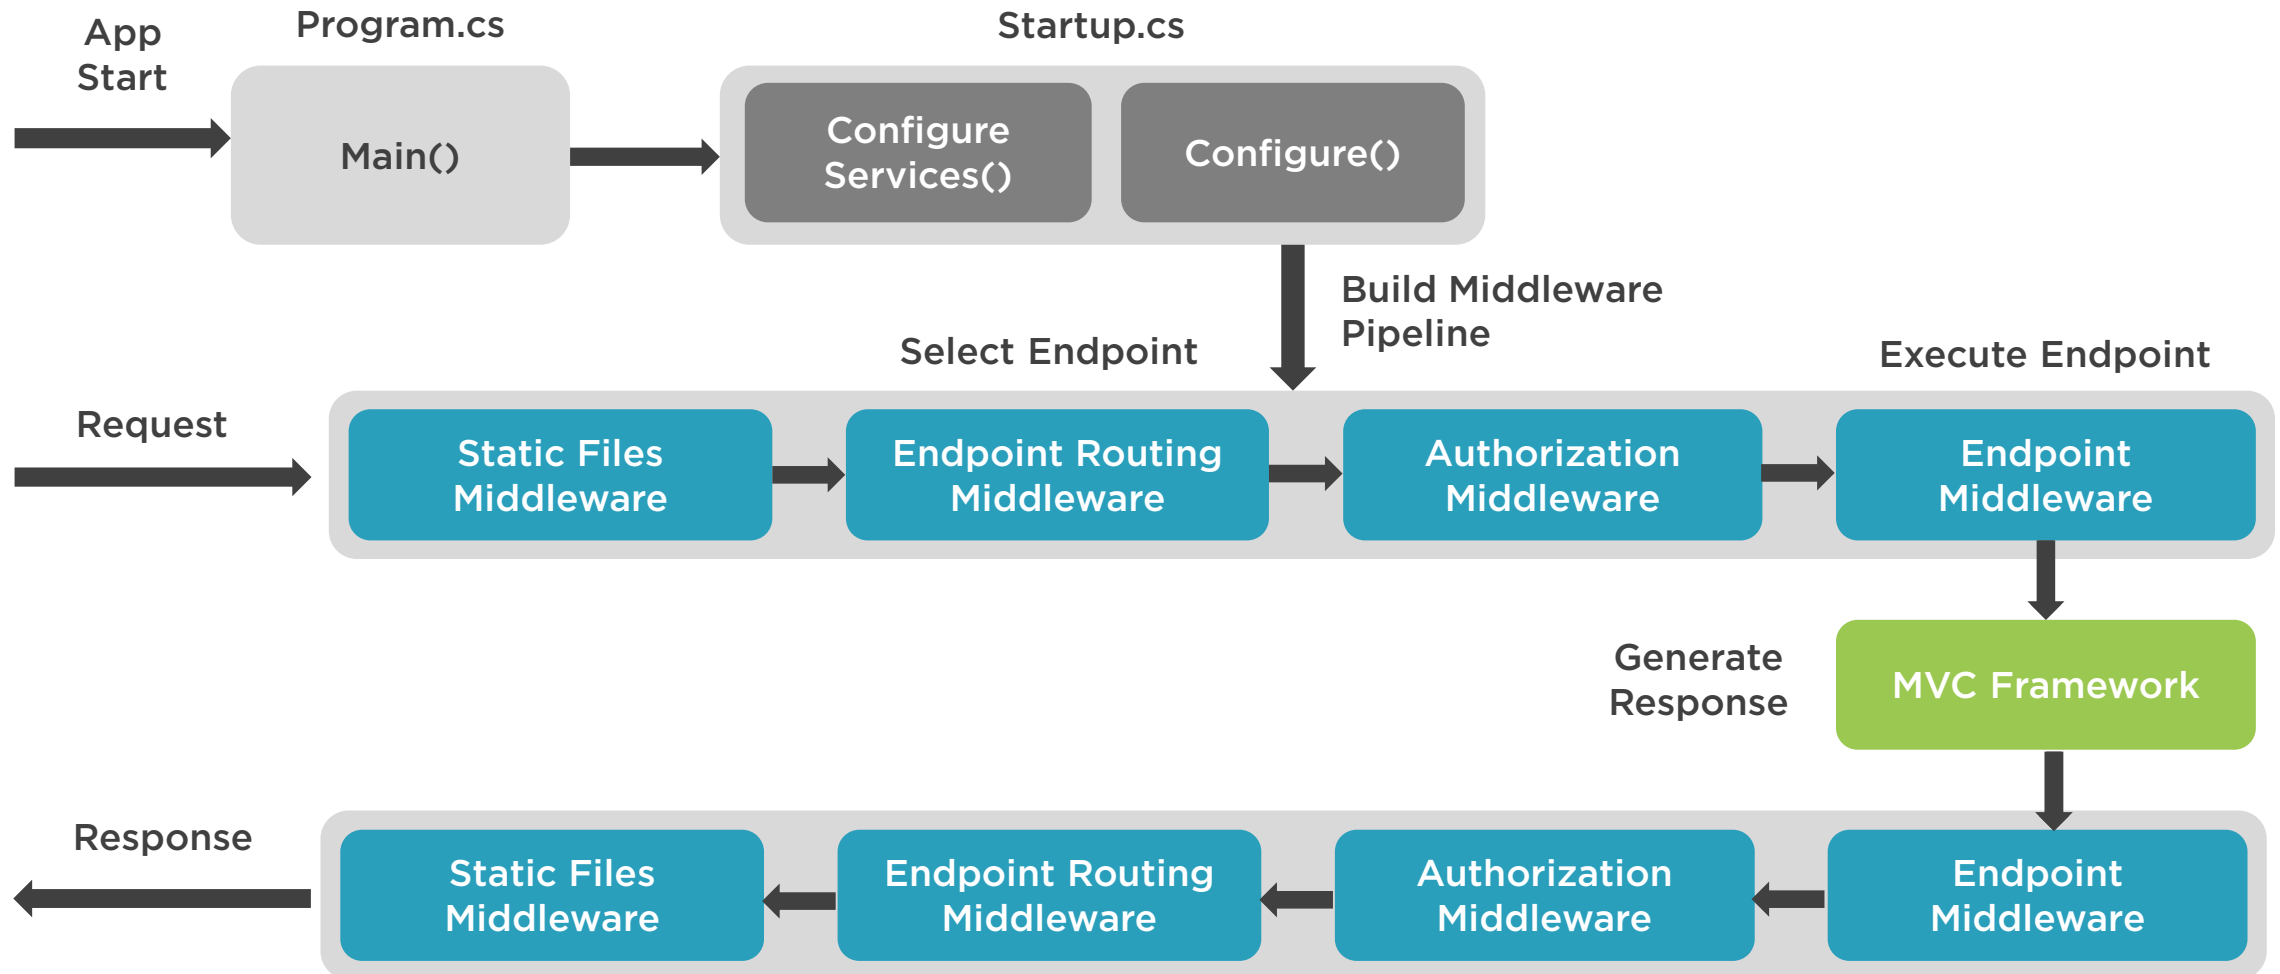 App
Start
Program.cs
Startup.cs
Main()
Configure
Services()
Configure()
Build Middleware
Pipeline
Select Endpoint
Execute Endpoint
Request
Static Files
Middleware
Endpoint Routing
Middleware
Authorization
Middleware
Endpoint
Middleware
Generate
Response
MVC Framework
Response
Static Files
Middleware
Endpoint Routing
Middleware
Authorization
Middleware
Endpoint
Middleware